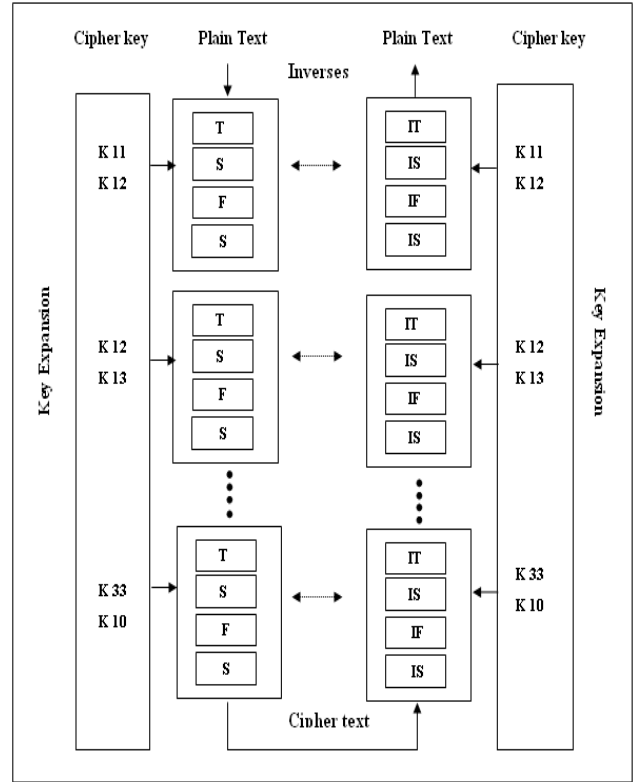 Cipher key Plain Text Plain Text Cipher key
Inverses
T IT
K 11 S IS K 11
K 12 F IF K 12
S IS
Key Expansion
Key Expansion
T IT
K 12 S IS K 12
K 13 F IF K 13
S IS
T IT
K 33 S IS K 33
K 10 F IF K 10
S IS
Cipher text